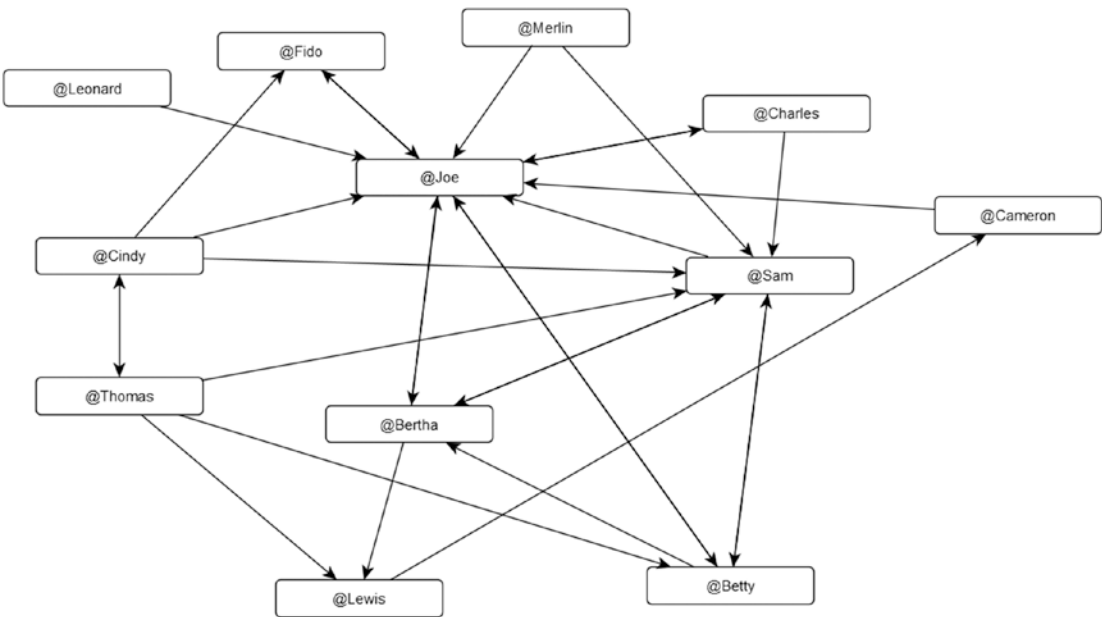 @Merlin
@Fido
@Leonard
@Charles
@Joe
@Cameron
@Cindy
@Sam
@Thomas
@Bertha
@Betty
@Lewis